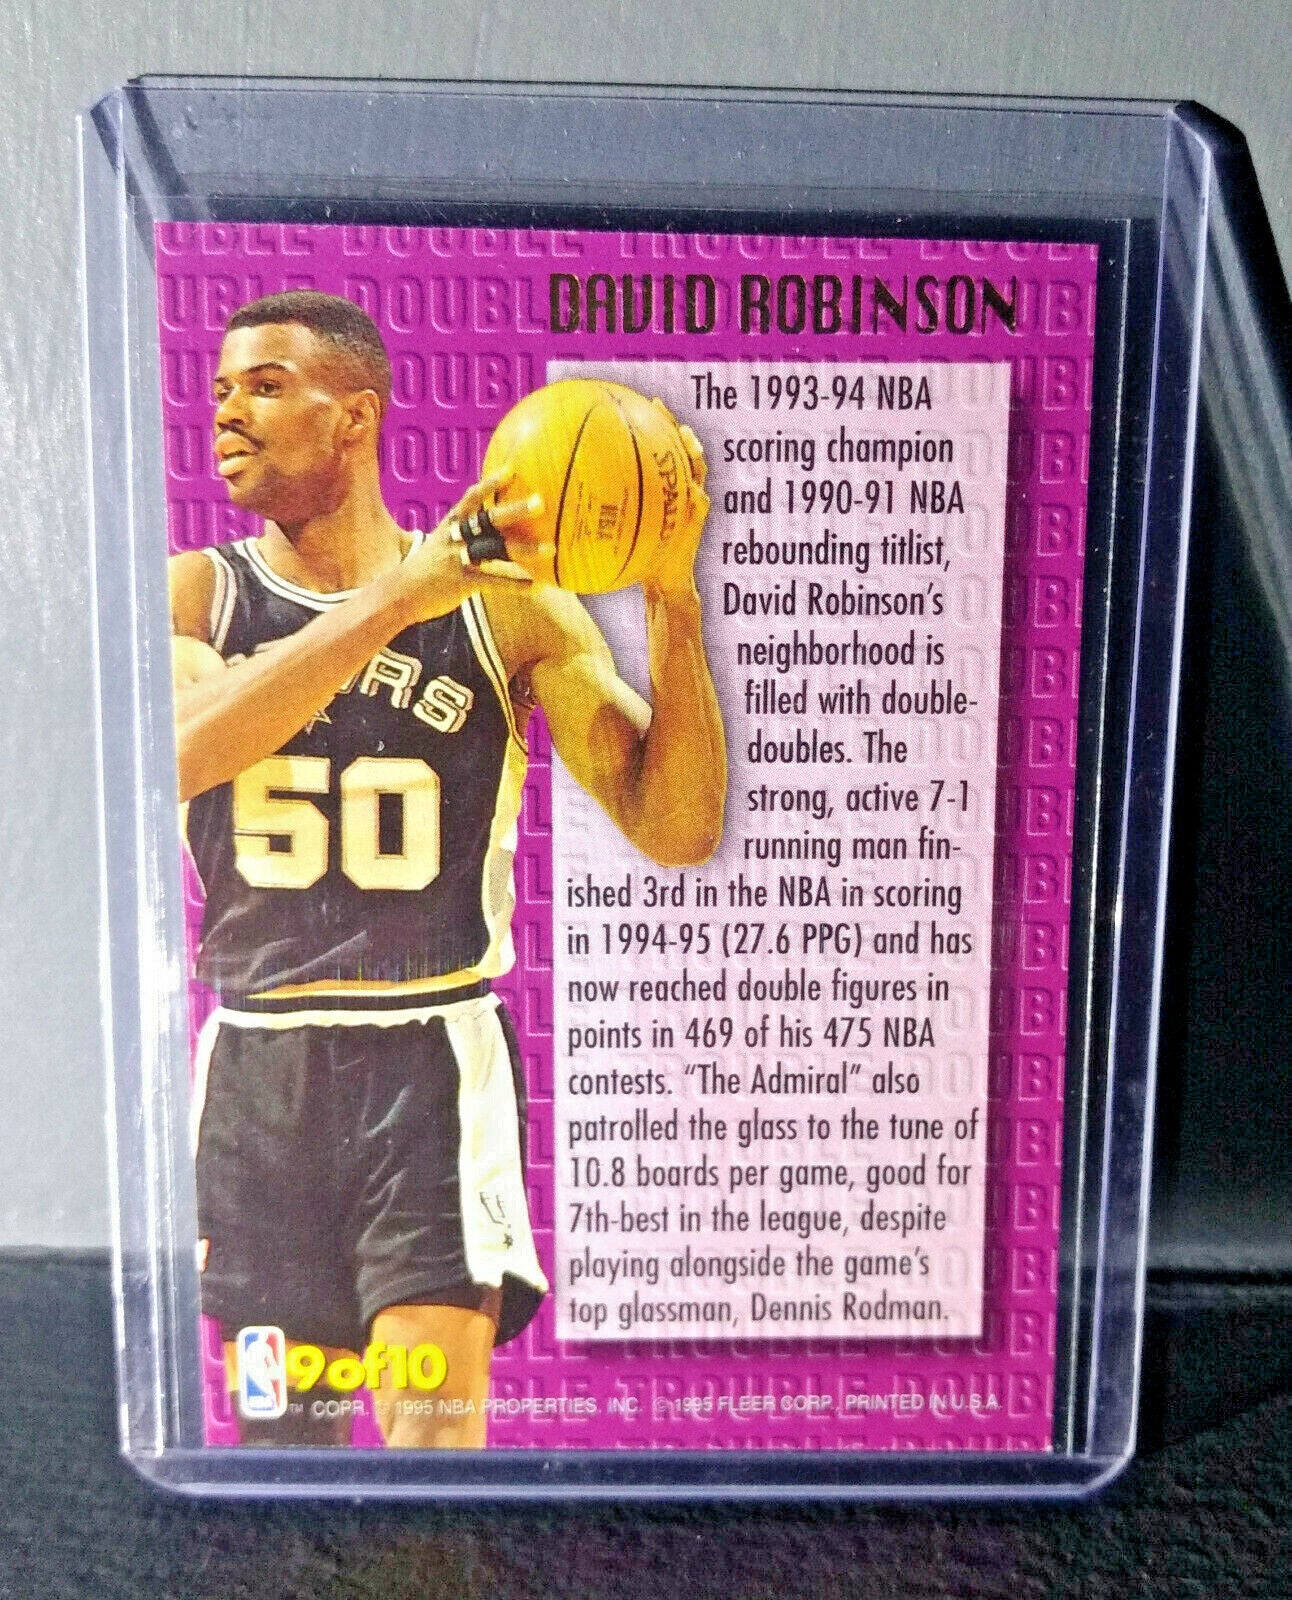 DAVID ROBINSON
The 1993-94 NBA
scoring champion
and 1990-91 NBA
rebounding titlist,
David Robinson's
neighborhood is
filled with double-
doubles. The
strong, active 7-1
running man fin-
ished 3rd in the NBA in scoring
in 1994-95 (27.6 PPG) and has
now reached double figures in
points in 469 of his 475 NBA
contests. "The Admiral" also
patrolled the glass to the tune of
10.8 boards per game, good for
7th-best in the league, despite
playing alongside the game's
top glassman, Dennis Rodman.
SPALD
NBA
URS
50
9 of 10
™ COPR. © 1995 NBA PROPERTIES, INC. © 1995 FLEER CORP., PRINTED IN U.S.A.